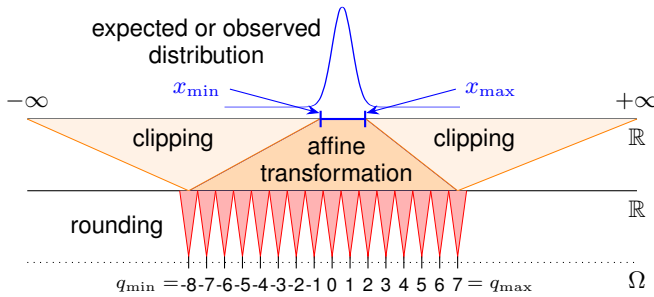 expected or observed
distribution
x_min x_max
−∞ +∞
clipping clipping ℝ
affine
transformation
ℝ
rounding
q_min = -8 -7 -6 -5 -4 -3 -2 -1 0 1 2 3 4 5 6 7 = q_max Ω